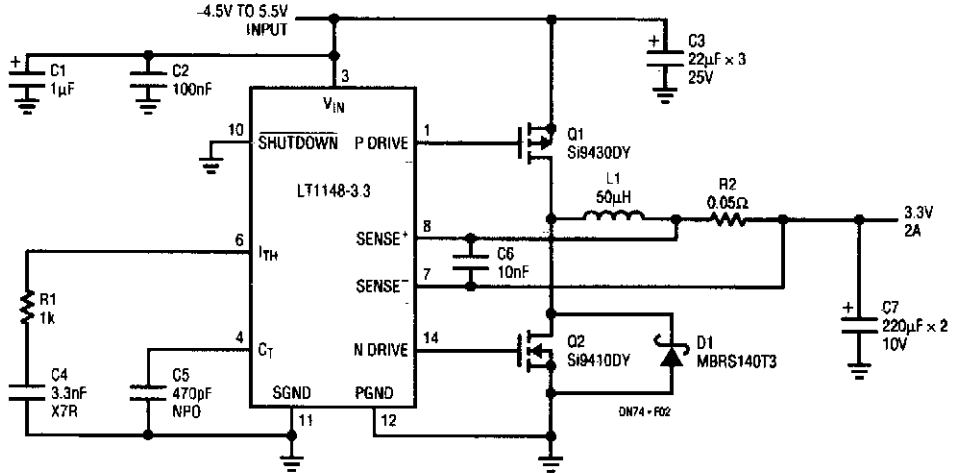 –4.5V TO 5.5V
INPUT
C1
1µF
C2
100nF
C3
22µF × 3
25V
3
V_IN
10
SHUTDOWN
P DRIVE
1
Q1
Si9430DY
LT1148-3.3
L1
50µH
R2
0.05Ω
3.3V
2A
6
I_TH
SENSE⁺
8
C6
10nF
SENSE⁻
7
R1
1k
4
C_T
N DRIVE
14
Q2
Si9410DY
D1
MBRS140T3
C7
220µF × 2
10V
C4
3.3nF
X7R
C5
470pF
NPO
SGND
PGND
11
12
DN74 • F02